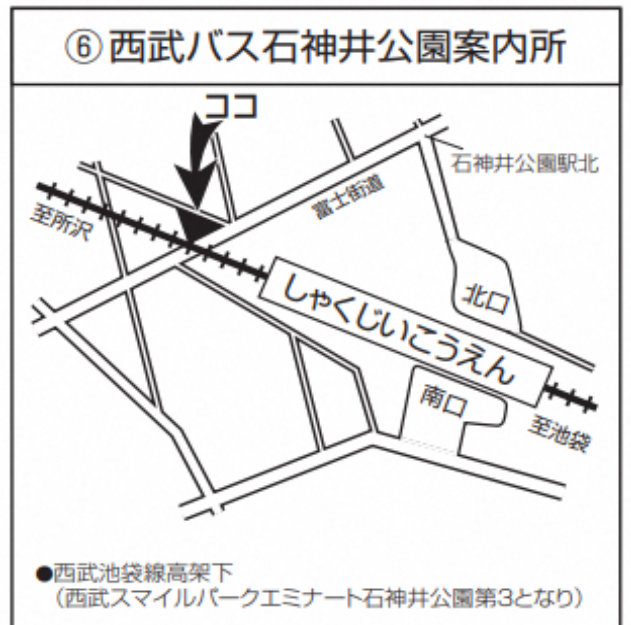 ⑥西武バス石神井公園案内所
ココ
石神井公園駅北
富士街道
至所沢
しゃくじいこうえん
北口
南口
至池袋
●西武池袋線高架下
（西武スマイルパークエミナート石神井公園第3となり）